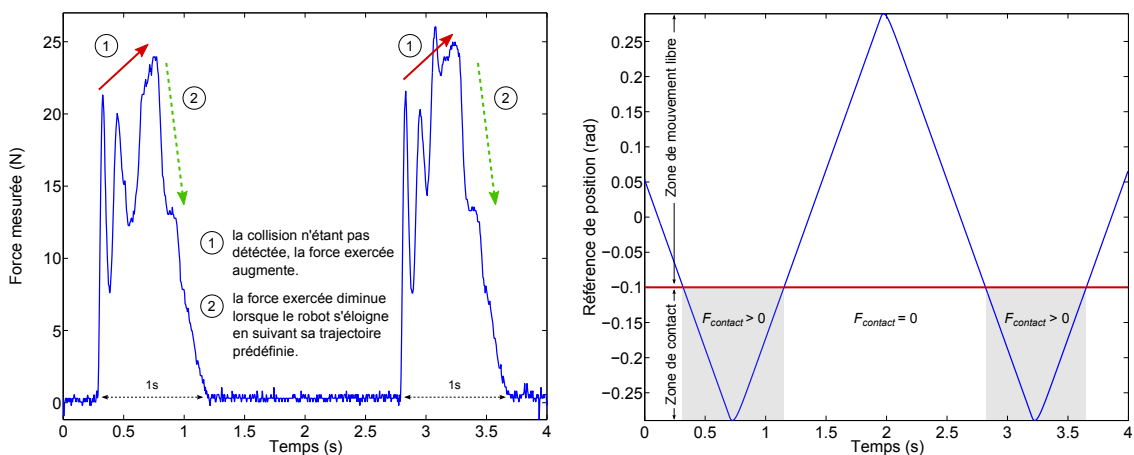 25
20
15
10
5
0
Force mesurée (N)
1
2
1
2
1
la collision n'étant pas
détéctée, la force exercée
augmente.
2
la force exercée diminue
lorsque le robot s'éloigne
en suivant sa trajectoire
prédéfinie.
1s
1s
0
0.5
1
1.5
2
2.5
3
3.5
4
Temps (s)
0.25
0.2
0.15
0.1
0.05
0
−0.05
−0.1
−0.15
−0.2
−0.25
Référence de position (rad)
Zone de mouvement libre
Zone de contact
Fcontact > 0
Fcontact = 0
Fcontact > 0
0
0.5
1
1.5
2
2.5
3
3.5
4
Temps (s)